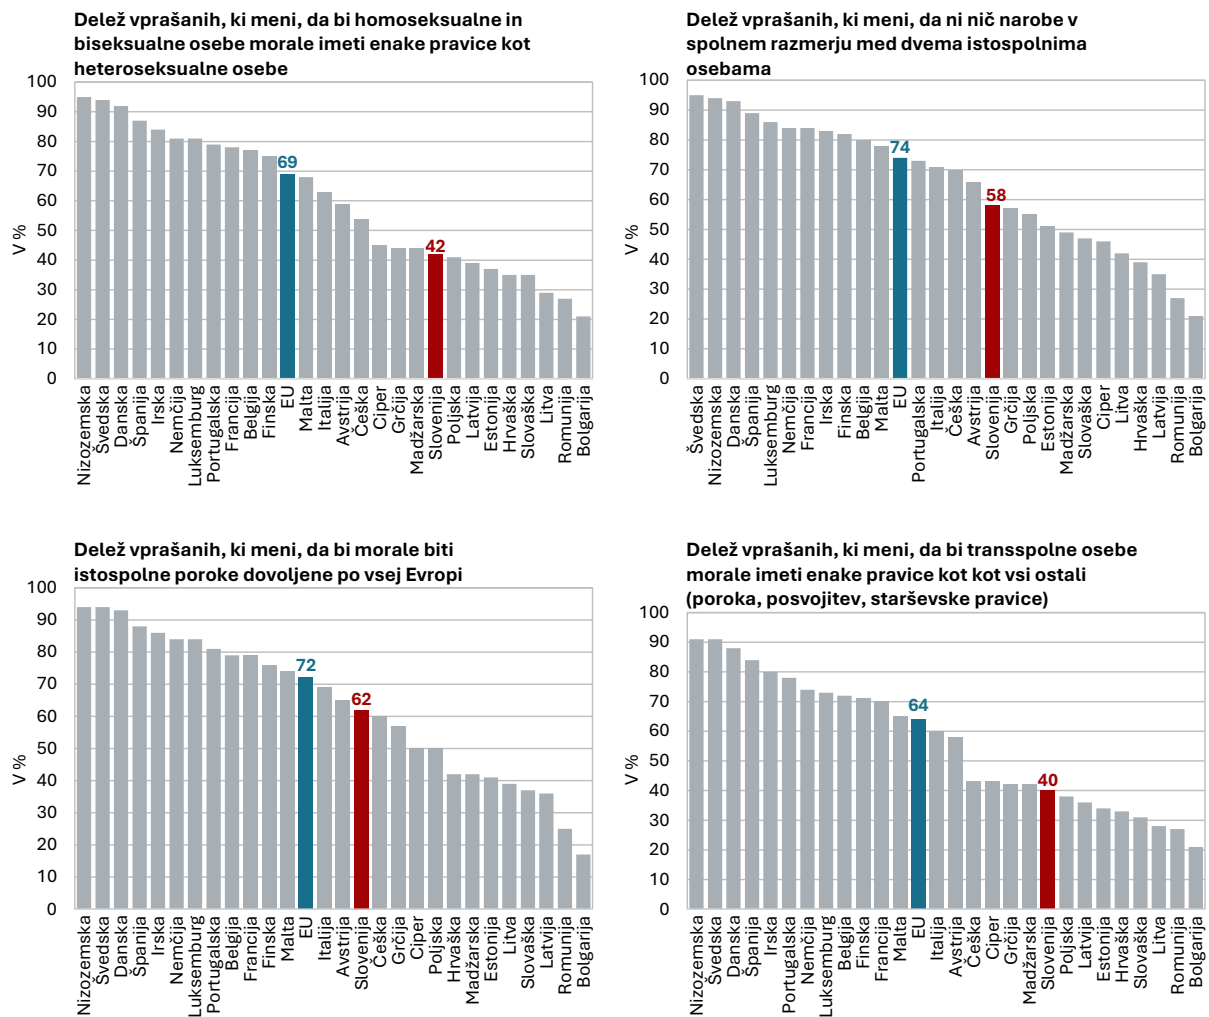 Delež vprašanih, ki meni, da bi homoseksualne in
biseksualne osebe morale imeti enake pravice kot
heteroseksualne osebe
100
90
80
70
60
50
40
30
20
10
0
V %
69
42
Nizozemska
Švedska
Danska
Španija
Irska
Nemčija
Luksemburg
Portugalska
Francija
Belgija
Finska
EU
Malta
Italija
Avstrija
Češka
Ciper
Grčija
Madžarska
Slovenija
Poljska
Latvija
Estonija
Hrvaška
Slovaška
Litva
Romunija
Bolgarija
Delež vprašanih, ki meni, da ni nič narobe v
spolnem razmerju med dvema istospolnima
osebama
100
90
80
70
60
50
40
30
20
10
0
V %
74
58
Švedska
Nizozemska
Danska
Španija
Luksemburg
Nemčija
Francija
Irska
Finska
Belgija
Malta
EU
Portugalska
Italija
Češka
Avstrija
Slovenija
Grčija
Poljska
Estonija
Madžarska
Slovaška
Ciper
Litva
Hrvaška
Latvija
Romunija
Bolgarija
Delež vprašanih, ki meni, da bi morale biti
istospolne poroke dovoljene po vsej Evropi
100
90
80
70
60
50
40
30
20
10
0
V %
72
62
Nizozemska
Švedska
Danska
Španija
Irska
Nemčija
Luksemburg
Portugalska
Belgija
Francija
Finska
Malta
EU
Italija
Avstrija
Slovenija
Češka
Grčija
Ciper
Poljska
Hrvaška
Madžarska
Estonija
Litva
Slovaška
Latvija
Romunija
Bolgarija
Delež vprašanih, ki meni, da bi transspolne osebe
morale imeti enake pravice kot kot vsi ostali
(poroka, posvojitev, starševske pravice)
100
90
80
70
60
50
40
30
20
10
0
V %
64
40
Nizozemska
Švedska
Danska
Španija
Irska
Portugalska
Nemčija
Luksemburg
Belgija
Finska
Francija
Malta
EU
Italija
Avstrija
Češka
Ciper
Grčija
Madžarska
Slovenija
Poljska
Latvija
Estonija
Hrvaška
Slovaška
Litva
Romunija
Bolgarija